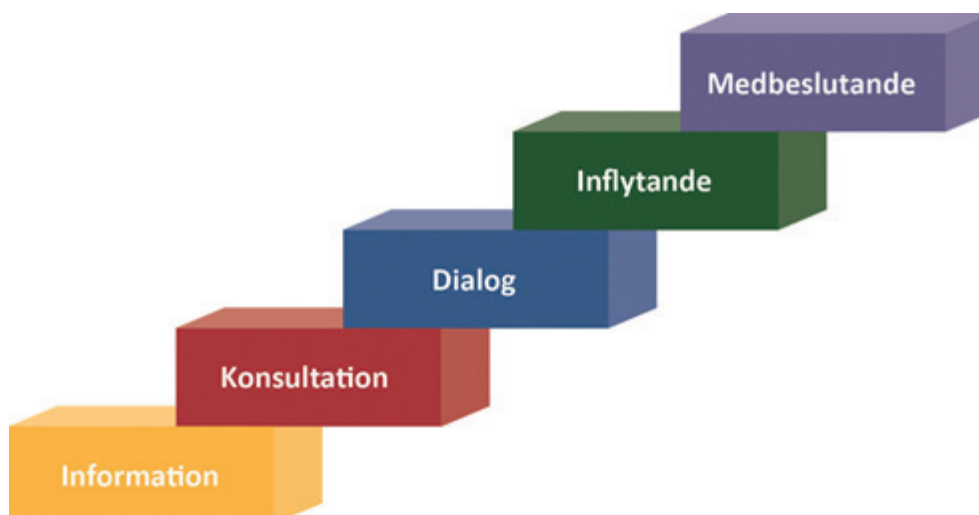 Medbeslutande
Inflytande
Dialog
Konsultation
Information